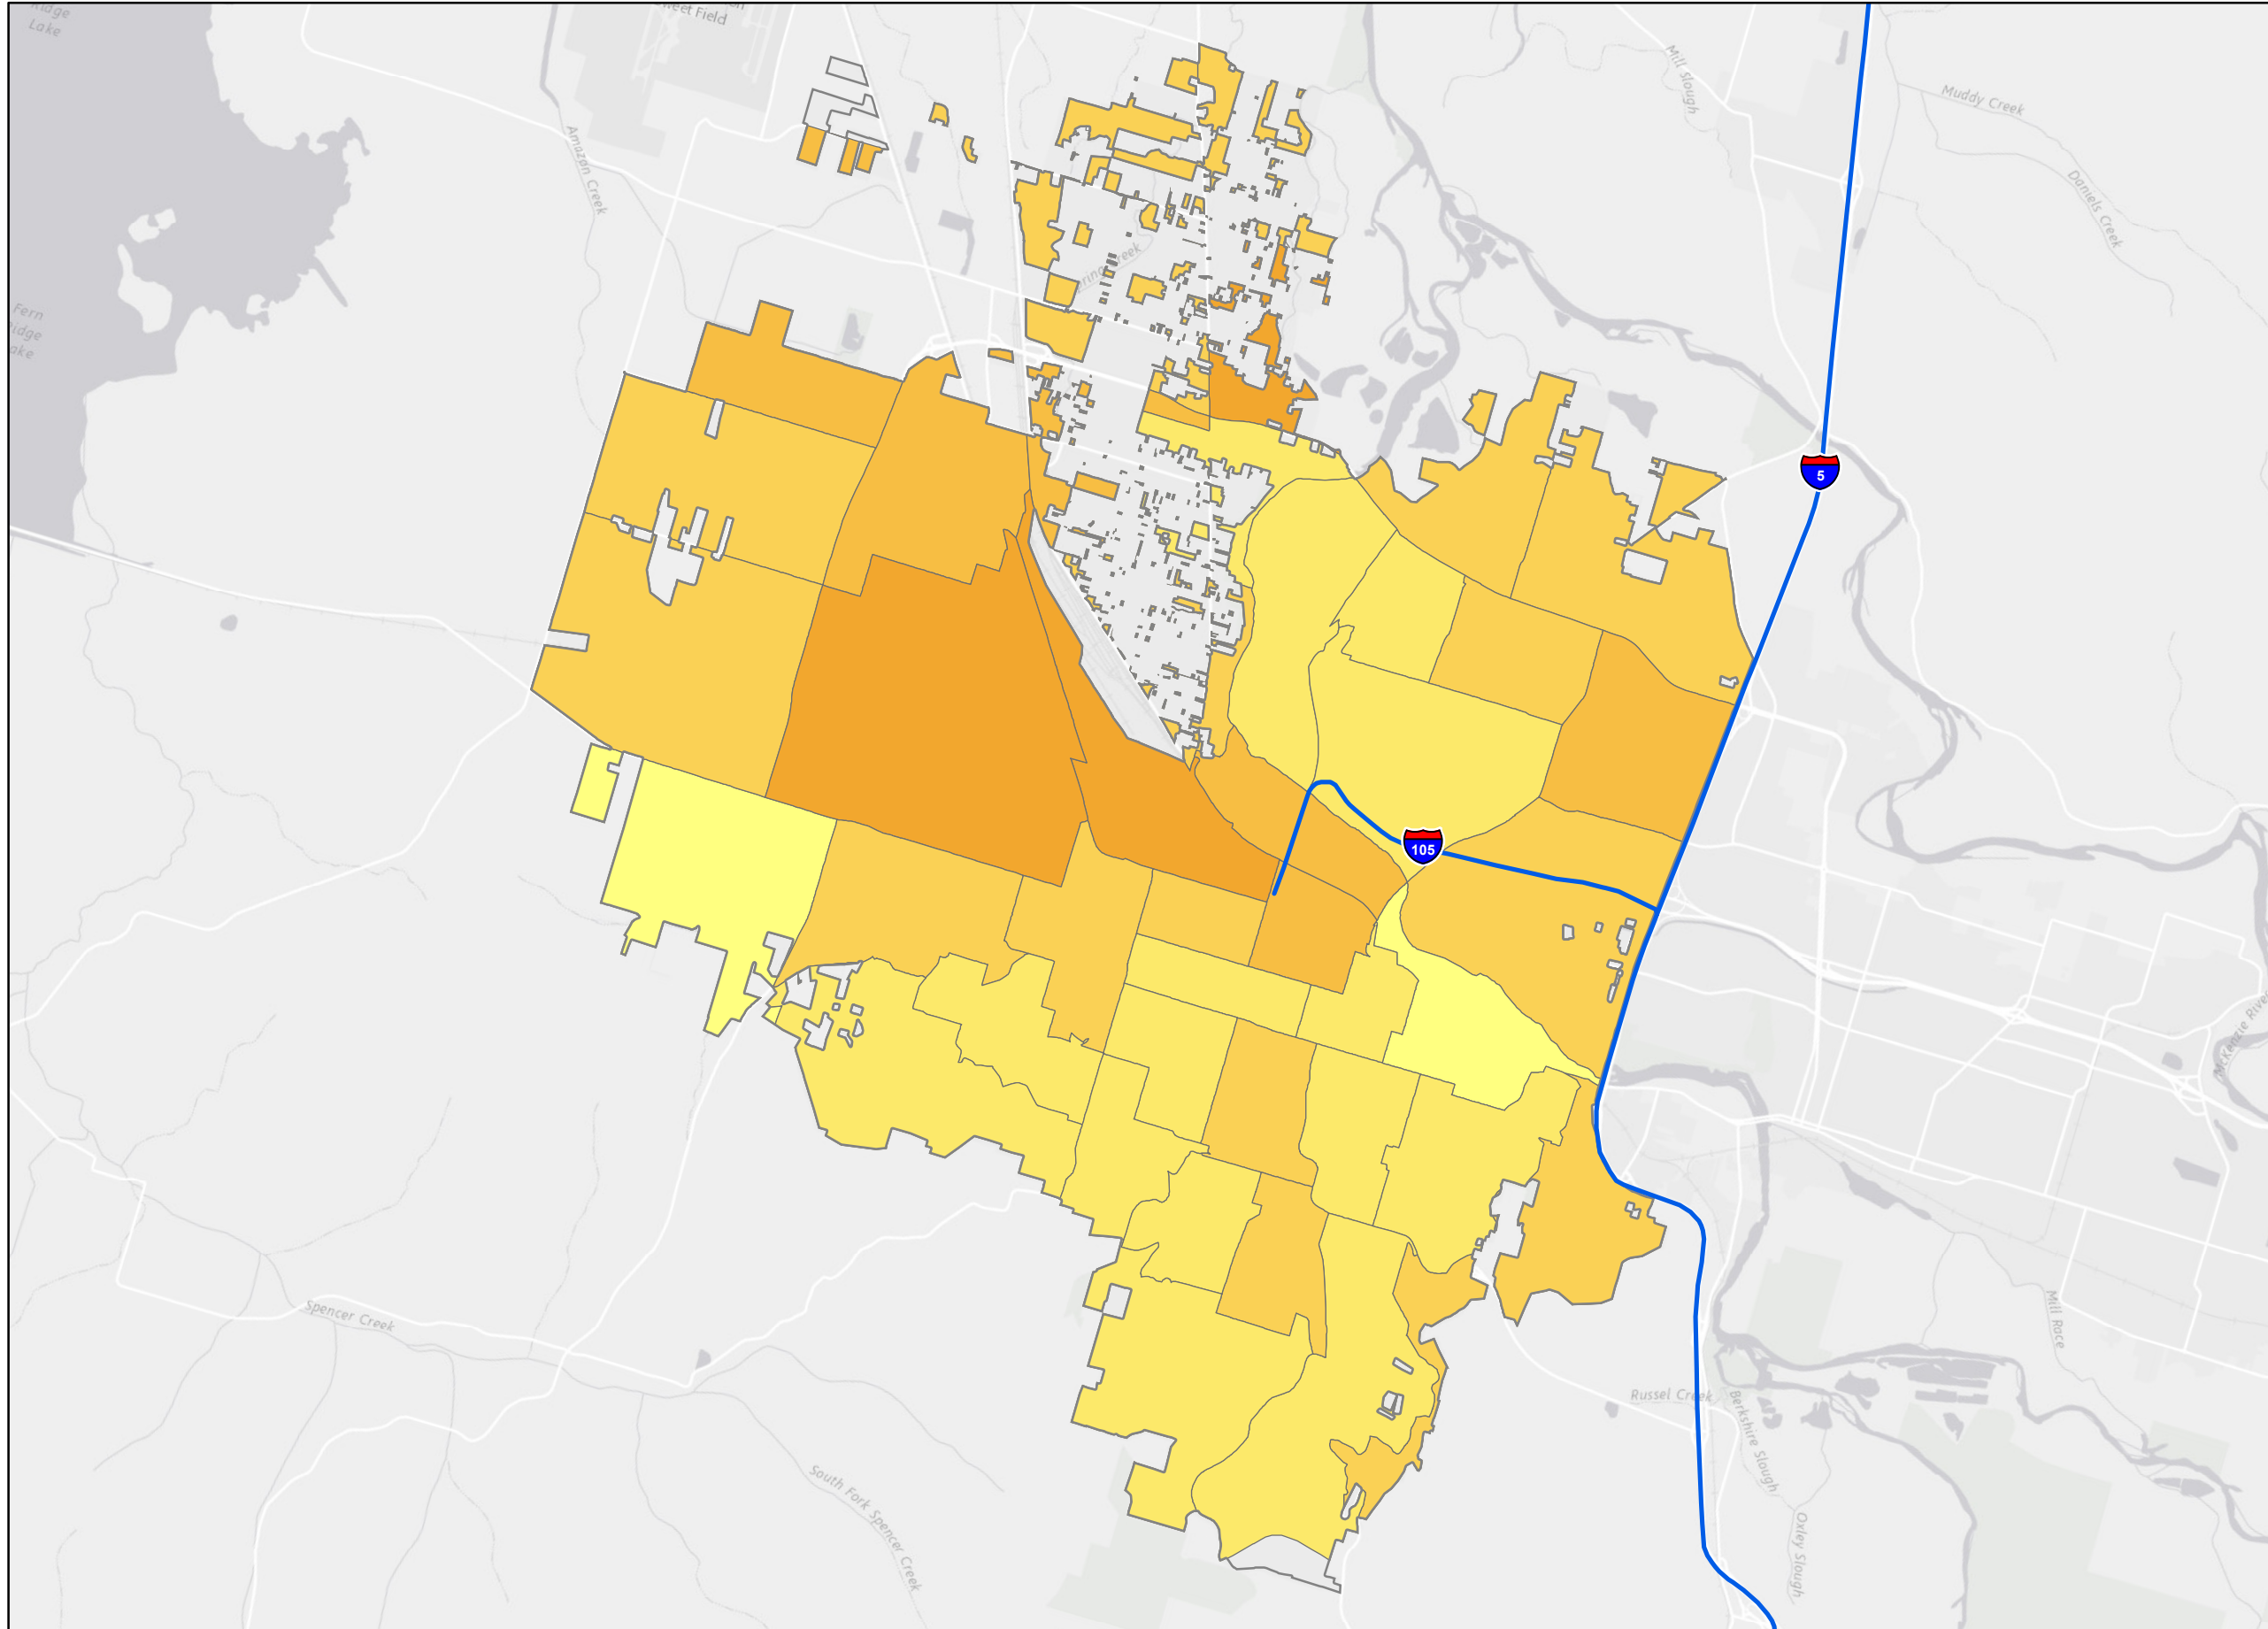 Ridge
Lake
Sweet Field
Mill Slough
Muddy Creek
Amazon Creek
Daniels Creek
Fern
Ridge
Lake
5
105
McKenzie River
Spencer Creek
Mill Race
Russel Creek
Berkshire Slough
South Fork Spencer Creek
Oxley Slough